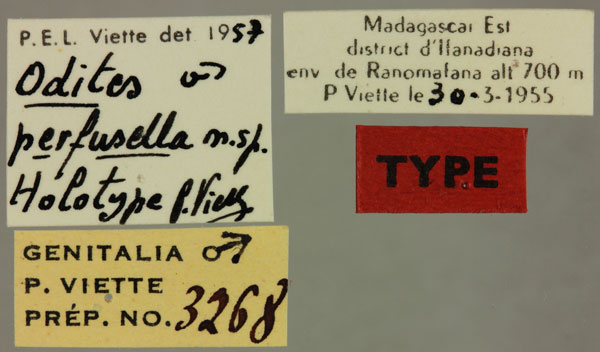 P.E.L. Viette det 1957
Odites ♂
perfusella n.sp.
Holotype P. Viette
Madagascar Est
district d'Ifanadiana
env de Ranomafana alt 700 m
P Viette le 30-3-1955
TYPE
GENITALIA ♂
P. VIETTE
PRÉP. NO. 3268